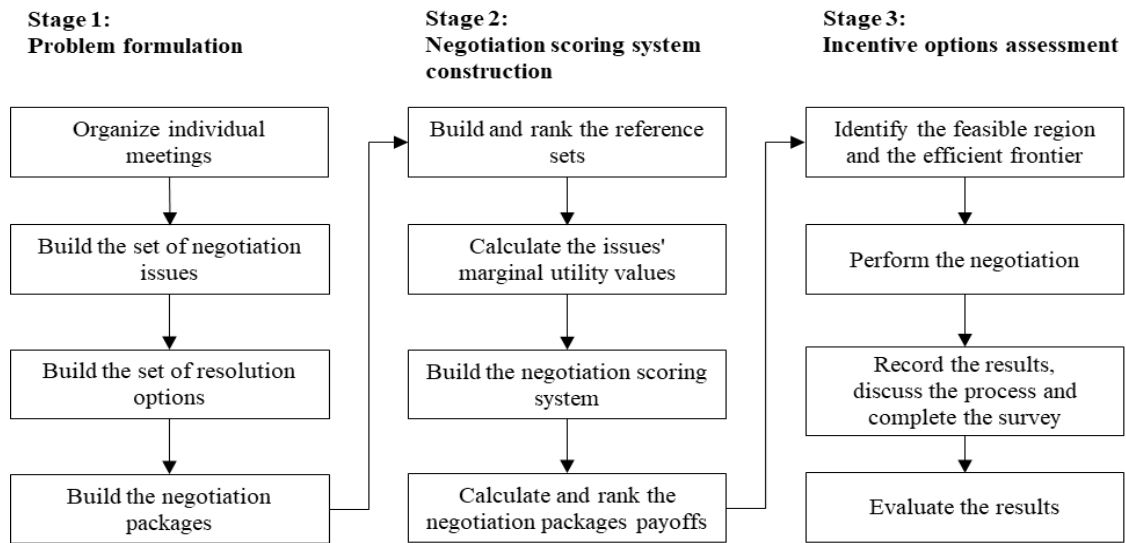 Stage 1:
Problem formulation
Organize individual
meetings
Build the set of negotiation
issues
Build the set of resolution
options
Build the negotiation
packages
Stage 2:
Negotiation scoring system
construction
Build and rank the reference
sets
Calculate the issues'
marginal utility values
Build the negotiation scoring
system
Calculate and rank the
negotiation packages payoffs
Stage 3:
Incentive options assessment
Identify the feasible region
and the efficient frontier
Perform the negotiation
Record the results,
discuss the process and
complete the survey
Evaluate the results